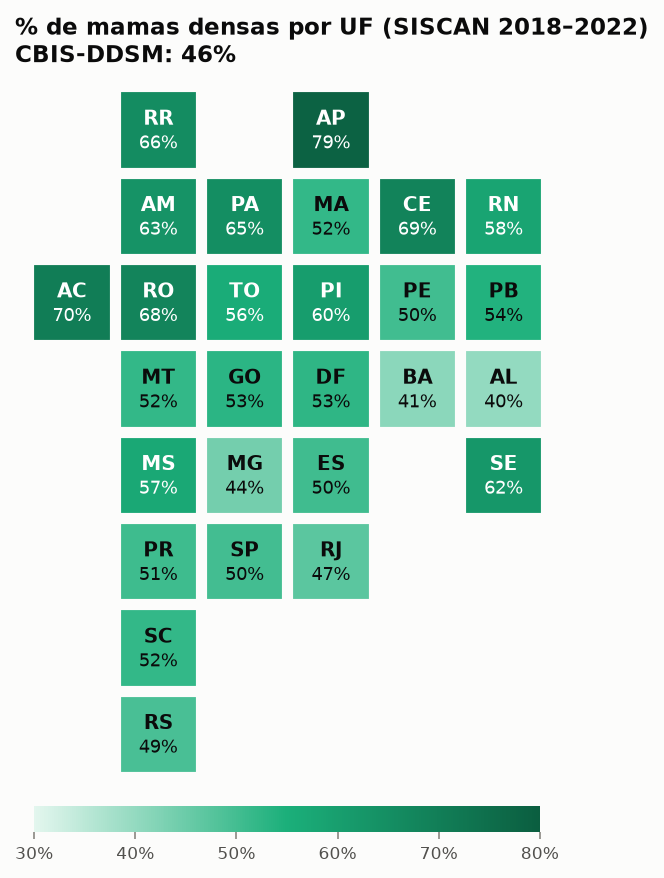 % de mamas densas por UF (SISCAN 2018–2022)
CBIS-DDSM: 46%
RR AP
66% 79%
AM PA MA CE RN
63% 65% 52% 69% 58%
AC RO TO PI PE PB
70% 68% 56% 60% 50% 54%
MT GO DF BA AL
52% 53% 53% 41% 40%
MS MG ES SE
57% 44% 50% 62%
PR SP RJ
51% 50% 47%
SC
52%
RS
49%
30% 40% 50% 60% 70% 80%